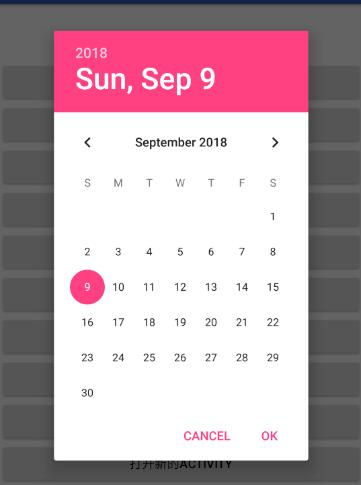 2018
Sun, Sep 9
September 2018
S M T W T F S
1
2 3 4 5 6 7 8
9 10 11 12 13 14 15
16 17 18 19 20 21 22
23 24 25 26 27 28 29
30
CANCEL OK
打开新的ACTIVITY